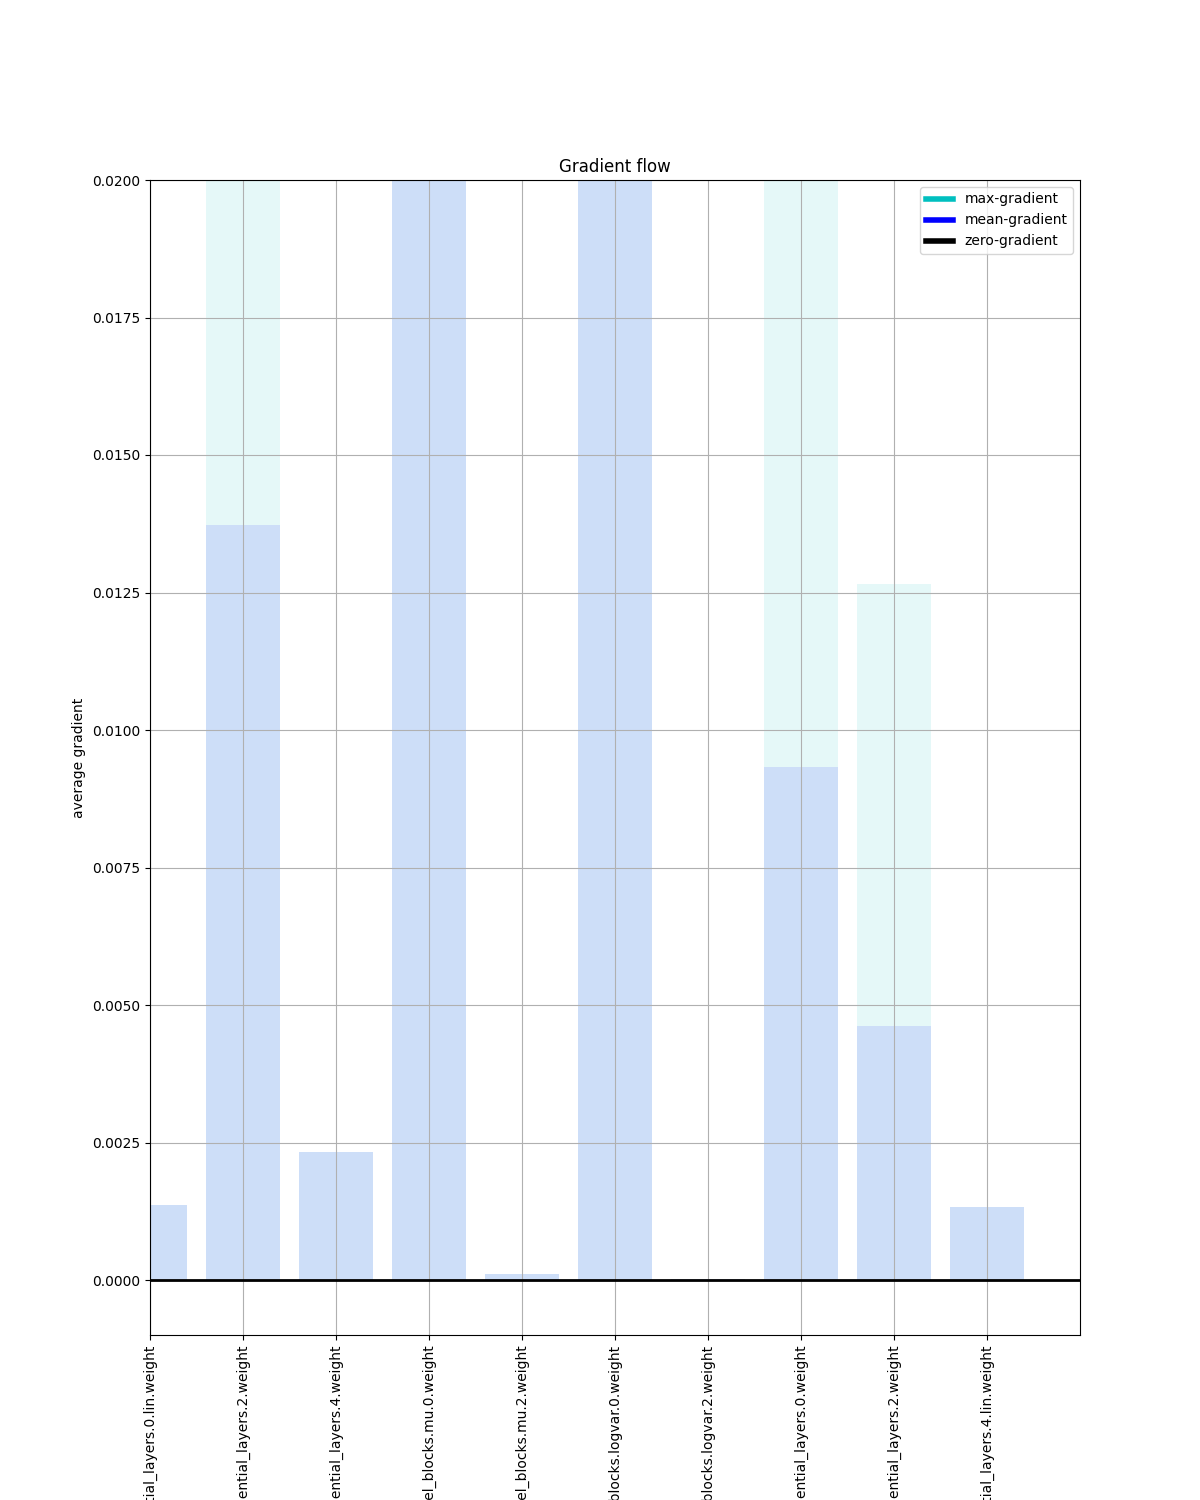 Gradient flow
max-gradient
mean-gradient
zero-gradient
average gradient
0.0200
0.0175
0.0150
0.0125
0.0100
0.0075
0.0050
0.0025
0.0000
tial_layers.0.lin.weight
ential_layers.2.weight
ential_layers.4.weight
el_blocks.mu.0.weight
el_blocks.mu.2.weight
blocks.logvar.0.weight
blocks.logvar.2.weight
ential_layers.0.weight
ential_layers.2.weight
tial_layers.4.lin.weight